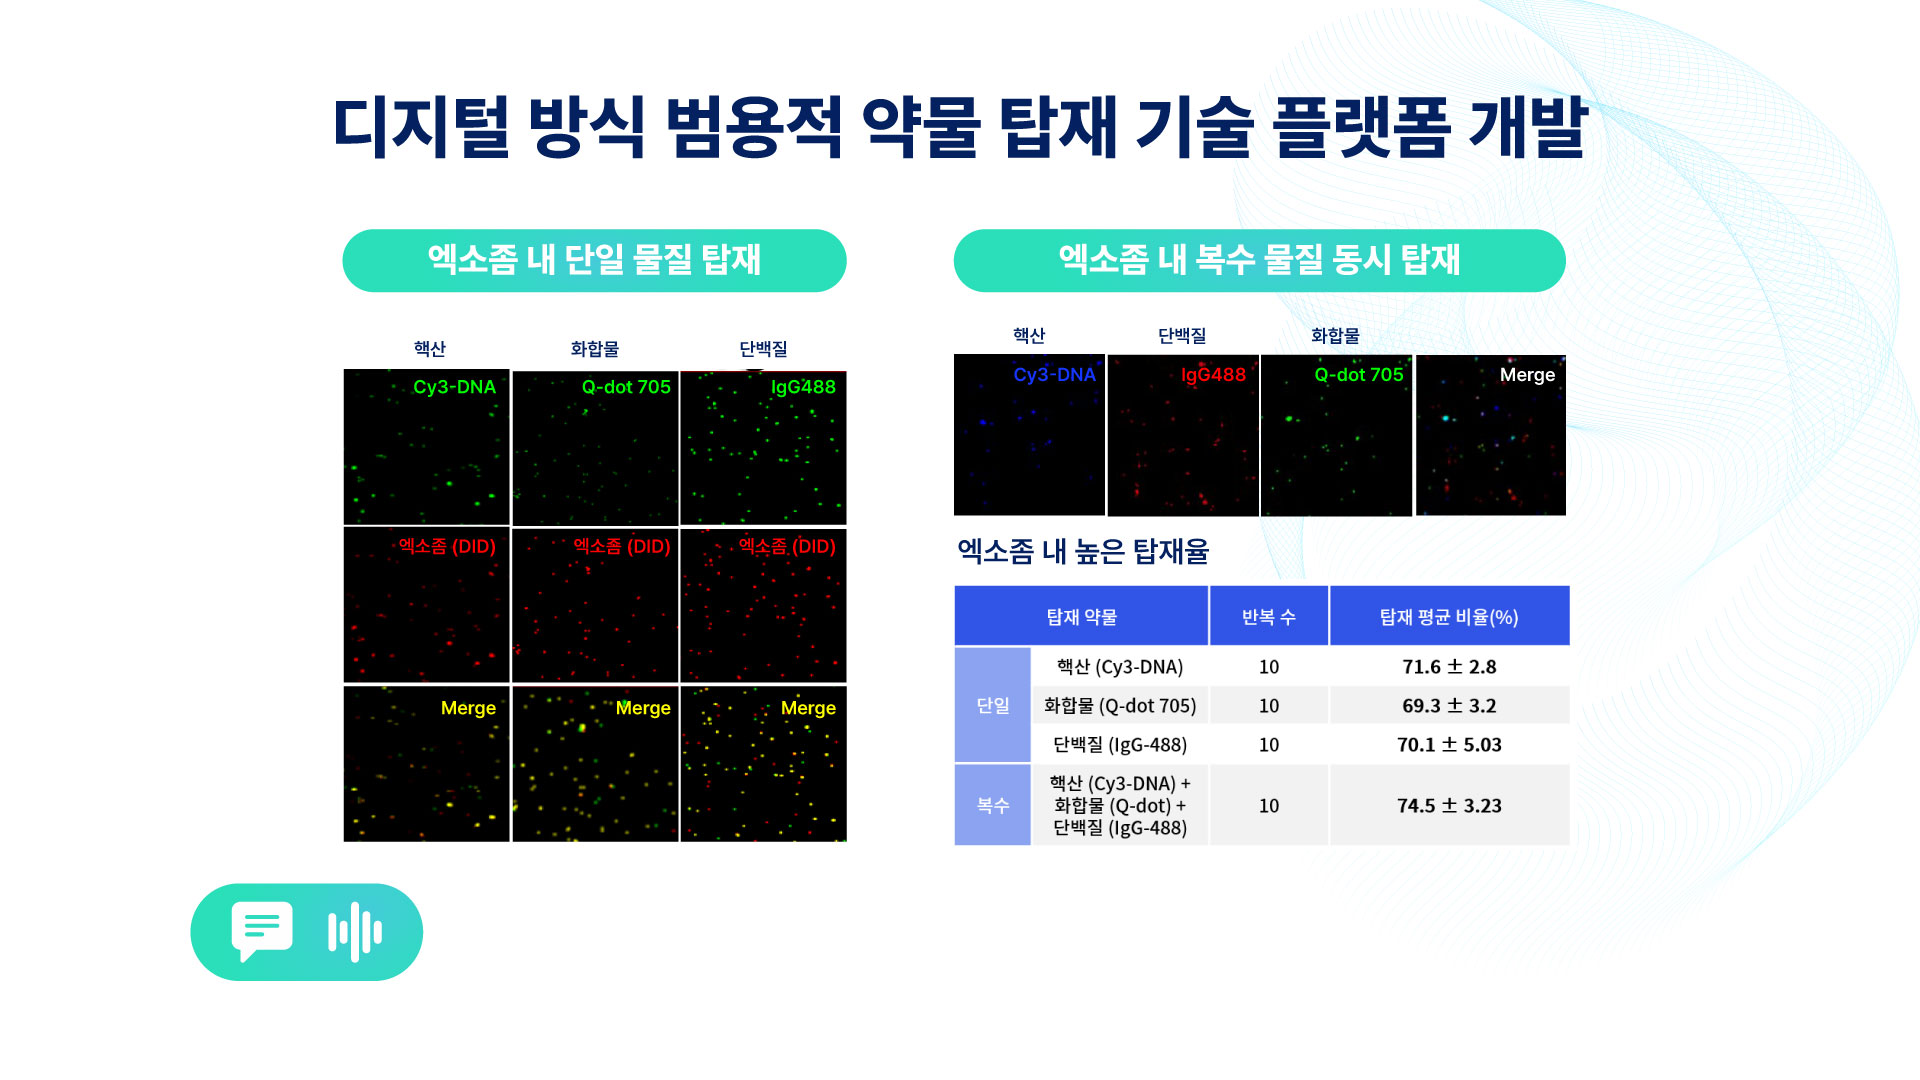 디지털 방식 범용적 약물 탑재 기술 플랫폼 개발
엑소좀 내 단일 물질 탑재
핵산 화합물 단백질
Cy3-DNA Q-dot 705 IgG488
엑소좀 (DID) 엑소좀 (DID) 엑소좀 (DID)
Merge Merge Merge
엑소좀 내 복수 물질 동시 탑재
핵산 단백질 화합물
Cy3-DNA IgG488 Q-dot 705 Merge
엑소좀 내 높은 탑재율
탑재 약물 반복 수 탑재 평균 비율(%)
단일
핵산 (Cy3-DNA) 10 71.6 ± 2.8
화합물 (Q-dot 705) 10 69.3 ± 3.2
단백질 (IgG-488) 10 70.1 ± 5.03
복수
핵산 (Cy3-DNA) +
화합물 (Q-dot) +
단백질 (IgG-488)
10 74.5 ± 3.23